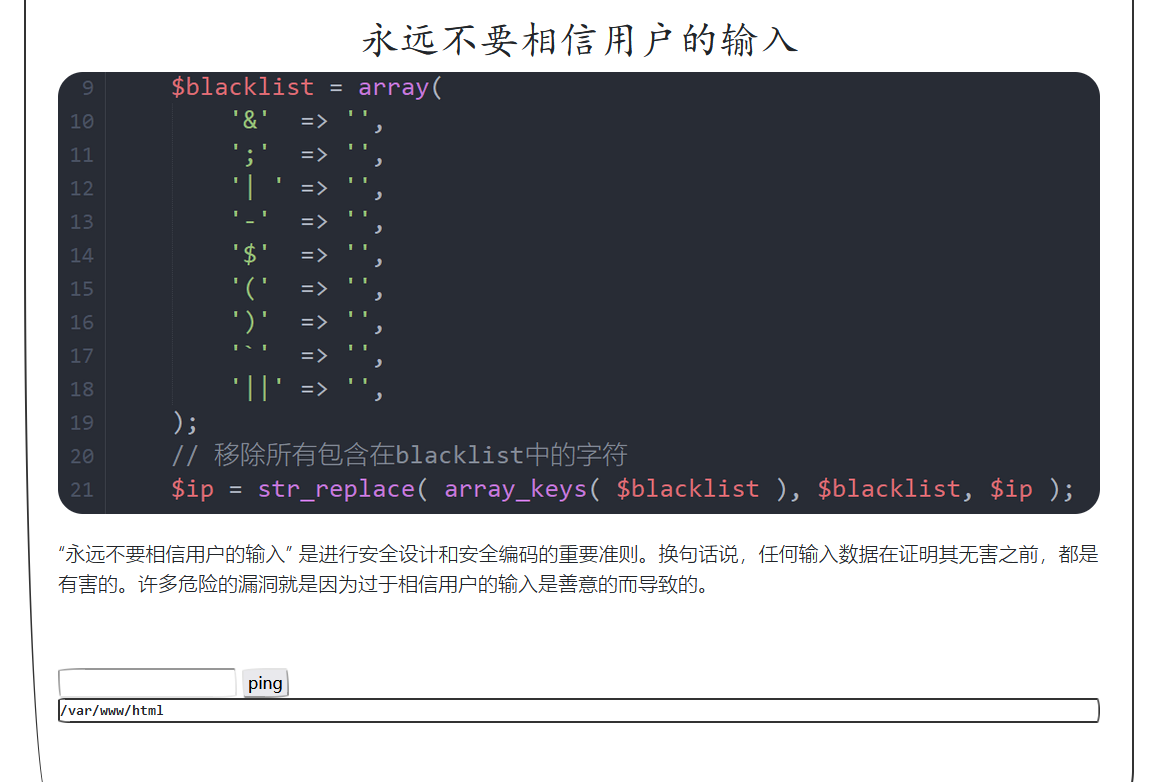 永远不要相信用户的输入
9 $blacklist = array(
10 '&' => '',
11 ';' => '',
12 '| ' => '',
13 '-' => '',
14 '$' => '',
15 '(' => '',
16 ')' => '',
17 '`' => '',
18 '||' => '',
19 );
20 // 移除所有包含在blacklist中的字符
21 $ip = str_replace( array_keys( $blacklist ), $blacklist, $ip );
“永远不要相信用户的输入” 是进行安全设计和安全编码的重要准则。换句话说，任何输入数据在证明其无害之前，都是
有害的。许多危险的漏洞就是因为过于相信用户的输入是善意的而导致的。
ping
/var/www/html